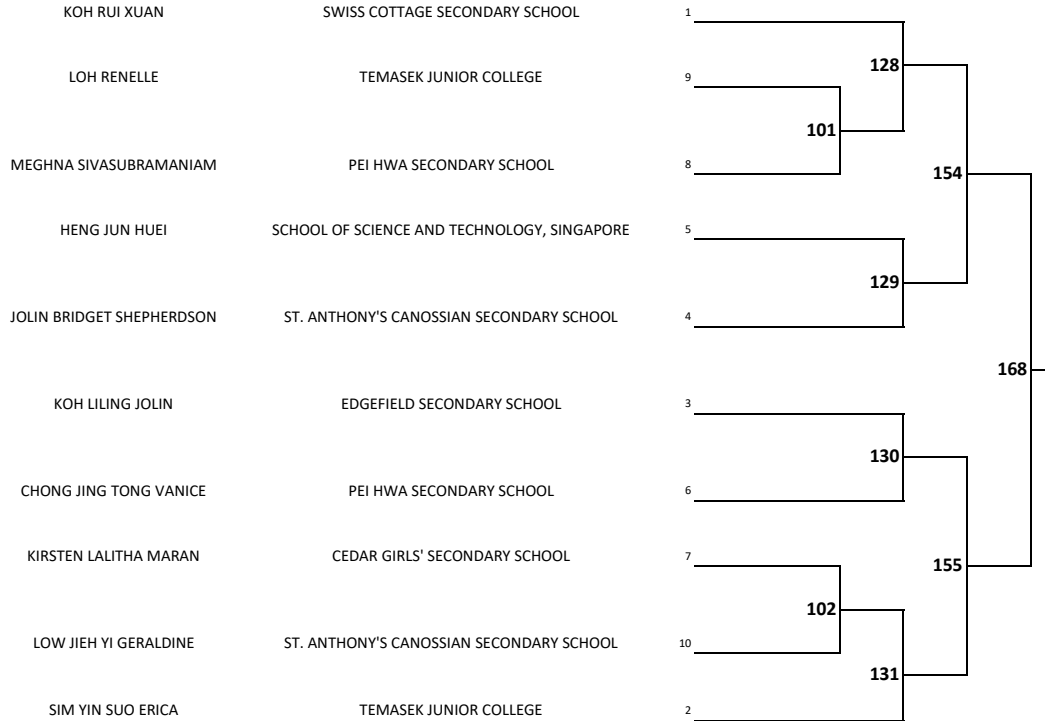 KOH RUI XUAN SWISS COTTAGE SECONDARY SCHOOL 1
128
LOH RENELLE TEMASEK JUNIOR COLLEGE 9
101
MEGHNA SIVASUBRAMANIAM PEI HWA SECONDARY SCHOOL 8
154
HENG JUN HUEI SCHOOL OF SCIENCE AND TECHNOLOGY, SINGAPORE 5
129
JOLIN BRIDGET SHEPHERDSON ST. ANTHONY'S CANOSSIAN SECONDARY SCHOOL 4
168
KOH LILING JOLIN EDGEFIELD SECONDARY SCHOOL 3
130
CHONG JING TONG VANICE PEI HWA SECONDARY SCHOOL 6
KIRSTEN LALITHA MARAN CEDAR GIRLS' SECONDARY SCHOOL 7
155
102
LOW JIEH YI GERALDINE ST. ANTHONY'S CANOSSIAN SECONDARY SCHOOL 10
131
SIM YIN SUO ERICA TEMASEK JUNIOR COLLEGE 2